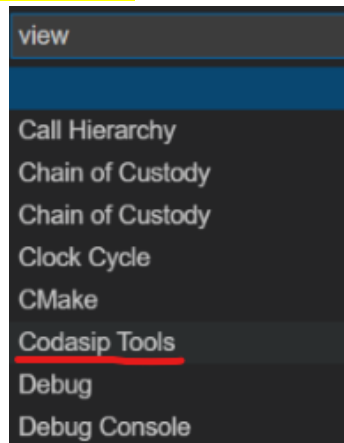 view
Call Hierarchy
Chain of Custody
Chain of Custody
Clock Cycle
CMake
Codasip Tools
Debug
Debug Console